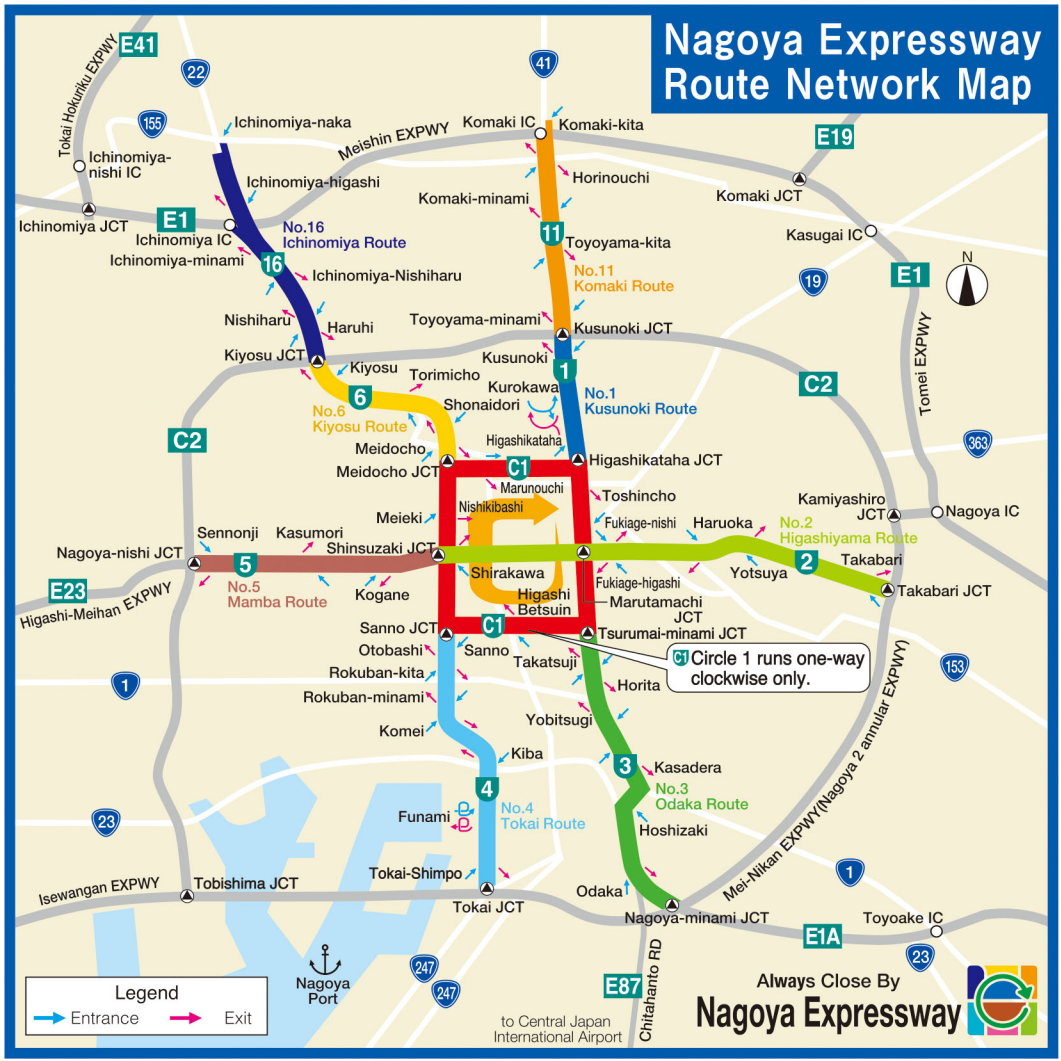 Nagoya Expressway
Route Network Map
E41
Tokai Hokuriku EXPWY
22
41
155
Ichinomiya-naka
Meishin EXPWY
Komaki IC
Komaki-kita
E19
Ichinomiya-
nishi IC
Ichinomiya-higashi
Horinouchi
Komaki JCT
Komaki-minami
Ichinomiya JCT
E1
Ichinomiya IC
No.16
Ichinomiya Route
11
Toyoyama-kita
Kasugai IC
Ichinomiya-minami
16
Ichinomiya-Nishiharu
No.11
Komaki Route
19
E1
N
Nishiharu
Haruhi
Toyoyama-minami
Kusunoki JCT
Tomei EXPWY
Kiyosu JCT
Kiyosu
Kusunoki
1
Torimicho
C2
6
Kurokawa
No.1
Kusunoki Route
No.6
Kiyosu Route
Shonaidori
C2
Higashikataha
363
Meidocho
Meidocho JCT
C1
Higashikataha JCT
Marunouchi
Toshincho
Kamiyashiro
JCT
Nagoya IC
Nishikibashi
Meieki
Fukiage-nishi
Haruoka
No.2
Higashiyama Route
Sennonji
Kasumori
Nagoya-nishi JCT
5
Shinsuzaki JCT
2
Takabari
E23
Higashi-Meihan EXPWY
No.5
Mamba Route
Kogane
Shirakawa
Fukiage-higashi
Yotsuya
Takabari JCT
Higashi
Betsuin
Marutamachi
JCT
Sanno JCT
C1
Tsurumai-minami JCT
Otobashi
Sanno
Takatsuji
C1 Circle 1 runs one-way
clockwise only.
153
1
Rokuban-kita
Horita
Rokuban-minami
Yobitsugi
Komei
Kiba
3
Kasadera
4
No.3
Odaka Route
Mei-Nikan EXPWY(Nagoya 2 annular EXPWY)
23
Funami
No.4
Tokai Route
Hoshizaki
1
Tokai-Shimpo
Isewangan EXPWY
Tobishima JCT
Odaka
Tokai JCT
Nagoya-minami JCT
Toyoake IC
E1A
23
Nagoya
Port
247
247
E87
Chitahanto RD
Always Close By
Nagoya Expressway
Legend
Entrance
Exit
to Central Japan
International Airport